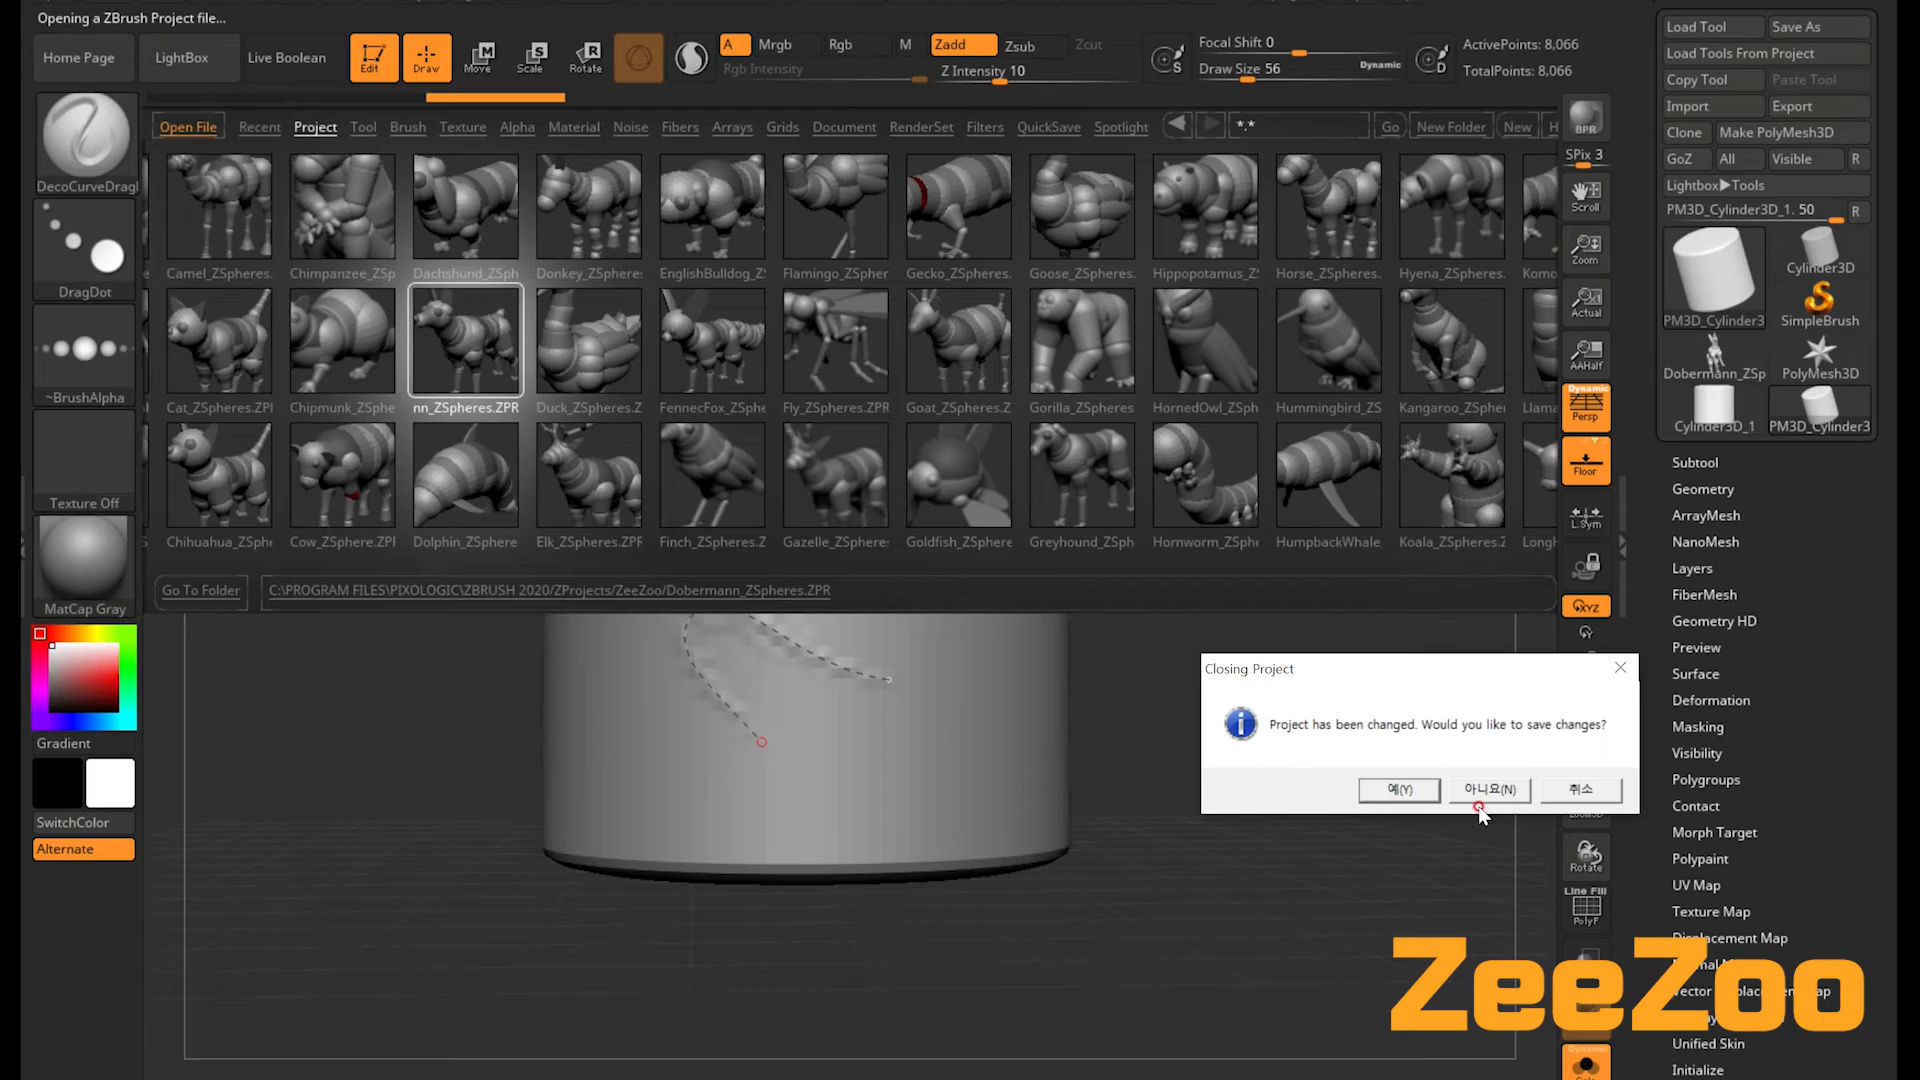 Opening a ZBrush Project file...
Home Page
LightBox
Live Boolean
Edit
Draw
Move
Scale
Rotate
A
Mrgb
Rgb
M
Zadd
Zsub
Zcut
Rgb Intensity
Z Intensity 10
Focal Shift 0
Draw Size 56
Dynamic
ActivePoints: 8,066
TotalPoints: 8,066
Open File
Recent
Project
Tool
Brush
Texture
Alpha
Material
Noise
Fibers
Arrays
Grids
Document
RenderSet
Filters
QuickSave
Spotlight
*.*
Go
New Folder
New
H
DecoCurveDragl
DragDot
~BrushAlpha
Texture Off
MatCap Gray
Gradient
SwitchColor
Alternate
Camel_ZSpheres.
Chimpanzee_ZSp
Dachshund_ZSph
Donkey_ZSphere:
EnglishBulldog_Z
Flamingo_ZSpher
Gecko_ZSpheres.
Goose_ZSpheres.
Hippopotamus_Z
Horse_ZSpheres.
Hyena_ZSpheres.
Komo
Cat_ZSpheres.ZPI
Chipmunk_ZSphe
nn_ZSpheres.ZPR
Duck_ZSpheres.Z
FennecFox_ZSphe
Fly_ZSpheres.ZPR
Goat_ZSpheres.Z
Gorilla_ZSpheres
HornedOwl_ZSph
Hummingbird_ZS
Kangaroo_ZSpher
Llama
Chihuahua_ZSphe
Cow_ZSphere.ZPI
Dolphin_ZSphere
Elk_ZSpheres.ZPR
Finch_ZSpheres.Z
Gazelle_ZSphere:
Goldfish_ZSphere
Greyhound_ZSph
Hornworm_ZSphe
HumpbackWhale_
Koala_ZSpheres.Z
LongH
Go To Folder
C:\PROGRAM FILES\PIXOLOGIC\ZBRUSH 2020/ZProjects/ZeeZoo/Dobermann_ZSpheres.ZPR
BPR
SPix 3
Scroll
Zoom
Actual
AAHalf
Dynamic
Persp
Floor
L.Sym
XYZ
Rotate
Line Fill
PolyF
Closing Project
Project has been changed. Would you like to save changes?
예(Y)
아니요(N)
취소
Load Tool
Save As
Load Tools From Project
Copy Tool
Paste Tool
Import
Export
Clone
Make PolyMesh3D
GoZ
All
Visible
R
Lightbox▶Tools
PM3D_Cylinder3D_1. 50
R
PM3D_Cylinder3
Cylinder3D
SimpleBrush
Dobermann_ZSp
PolyMesh3D
Cylinder3D_1
PM3D_Cylinder3
Subtool
Geometry
ArrayMesh
NanoMesh
Layers
FiberMesh
Geometry HD
Preview
Surface
Deformation
Masking
Visibility
Polygroups
Contact
Morph Target
Polypaint
UV Map
Texture Map
Displacement Map
Unified Skin
Initialize
ZeeZoo